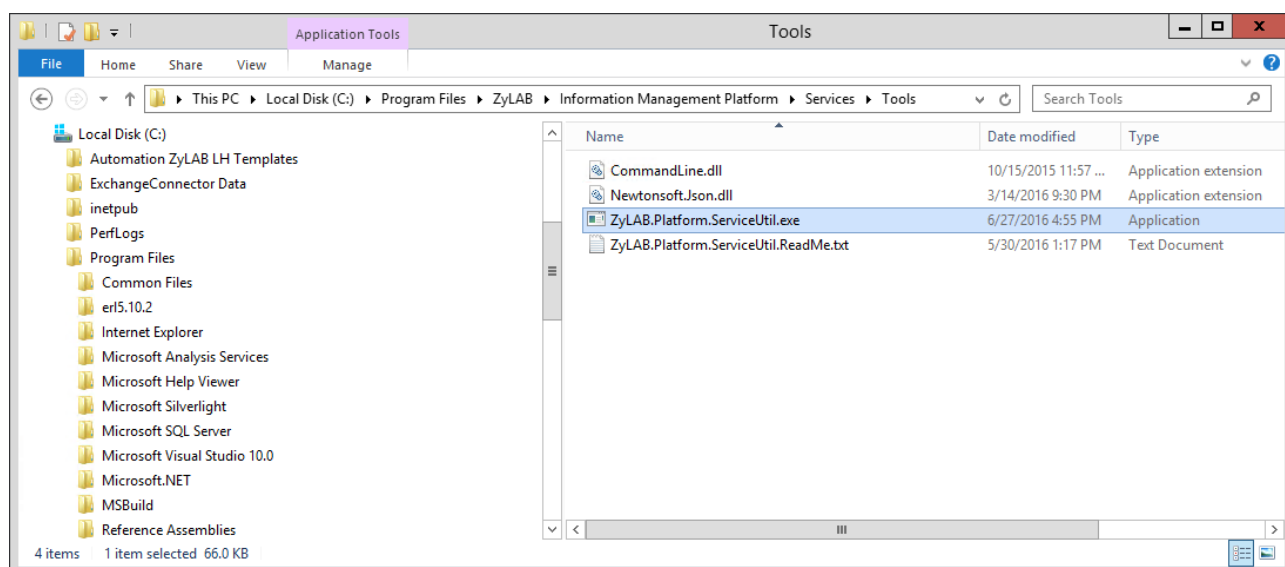 Application Tools
Tools
File Home Share View Manage
This PC Local Disk (C:) Program Files ZyLAB Information Management Platform Services Tools Search Tools
Local Disk (C:)
Automation ZyLAB LH Templates
ExchangeConnector Data
inetpub
PerfLogs
Program Files
Common Files
erl5.10.2
Internet Explorer
Microsoft Analysis Services
Microsoft Help Viewer
Microsoft Silverlight
Microsoft SQL Server
Microsoft Visual Studio 10.0
Microsoft.NET
MSBuild
Reference Assemblies
Name Date modified Type
CommandLine.dll 10/15/2015 11:57 ... Application extension
Newtonsoft.Json.dll 3/14/2016 9:30 PM Application extension
ZyLAB.Platform.ServiceUtil.exe 6/27/2016 4:55 PM Application
ZyLAB.Platform.ServiceUtil.ReadMe.txt 5/30/2016 1:17 PM Text Document
4 items 1 item selected 66.0 KB